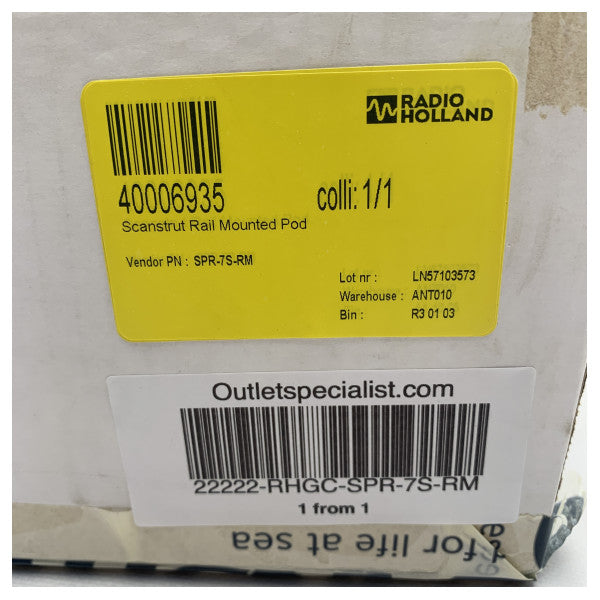 RADIO
HOLLAND
40006935 colli: 1/1
Scanstrut Rail Mounted Pod
Vendor PN : SPR-7S-RM
Lot nr : LN57103573
Warehouse : ANT010
Bin : R3 01 03
Outletspecialist.com
22222-RHGC-SPR-7S-RM
1 from 1
t for life at sea